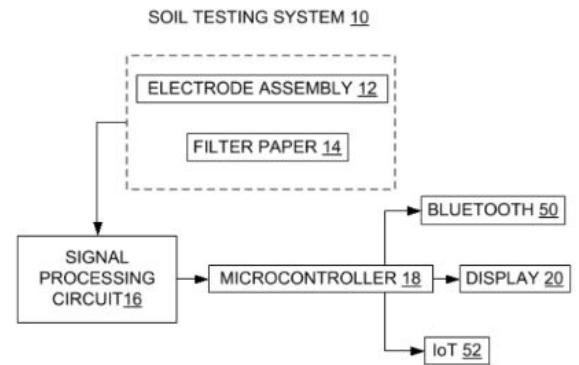 SOIL TESTING SYSTEM 10
ELECTRODE ASSEMBLY 12
FILTER PAPER 14
BLUETOOTH 50
SIGNAL
PROCESSING
CIRCUIT16
MICROCONTROLLER 18
DISPLAY 20
IoT 52